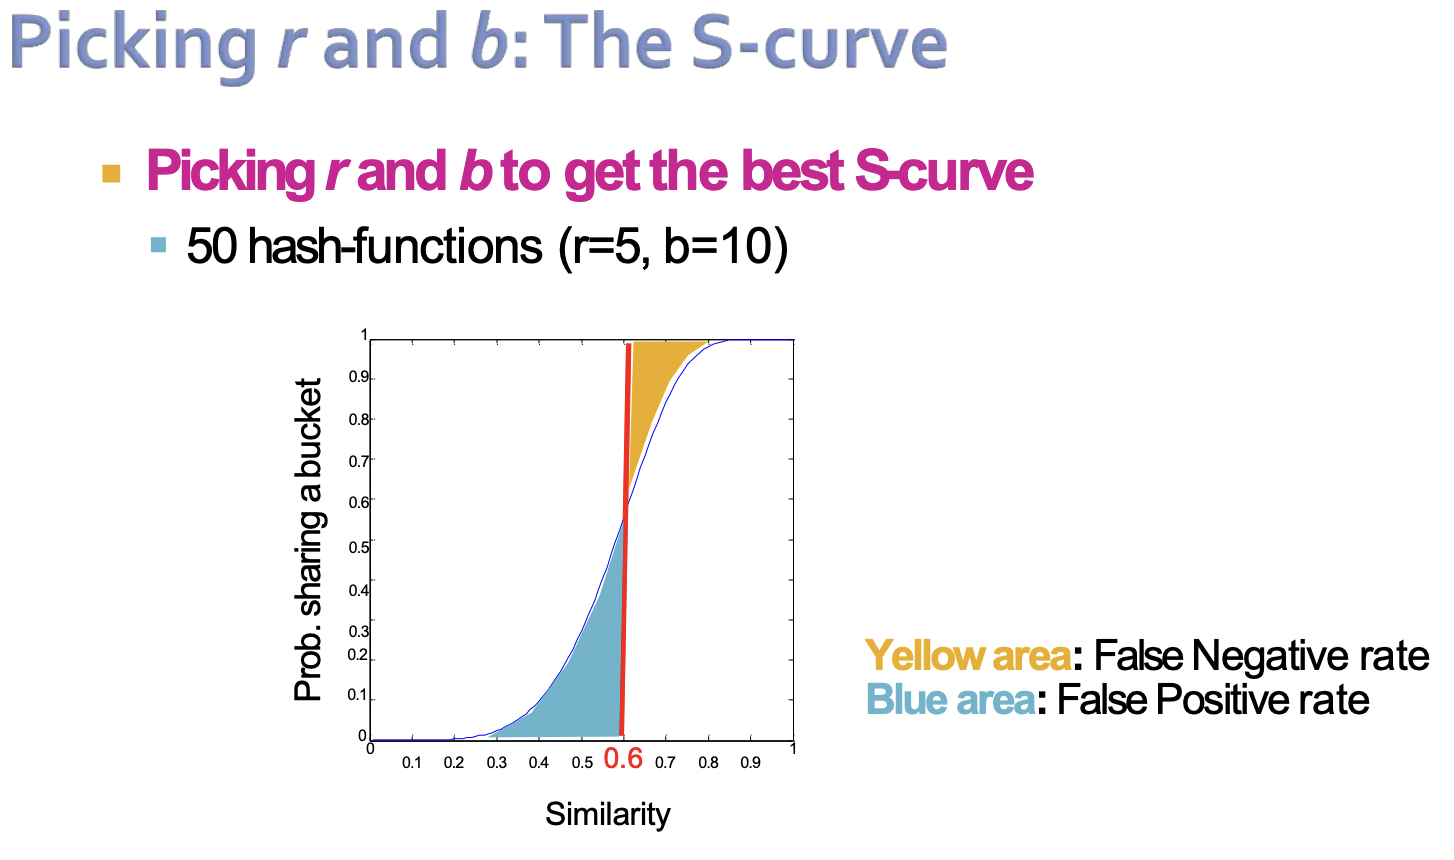 Picking r and b: The S-curve
Picking r and b to get the best S-curve
50 hash-functions (r=5, b=10)
1
0.9
0.8
0.7
0.6
0.5
0.4
0.3
0.2
0.1
0
Prob. sharing a bucket
0 0.1 0.2 0.3 0.4 0.5 0.6 0.7 0.8 0.9 1
Similarity
Yellow area: False Negative rate
Blue area: False Positive rate